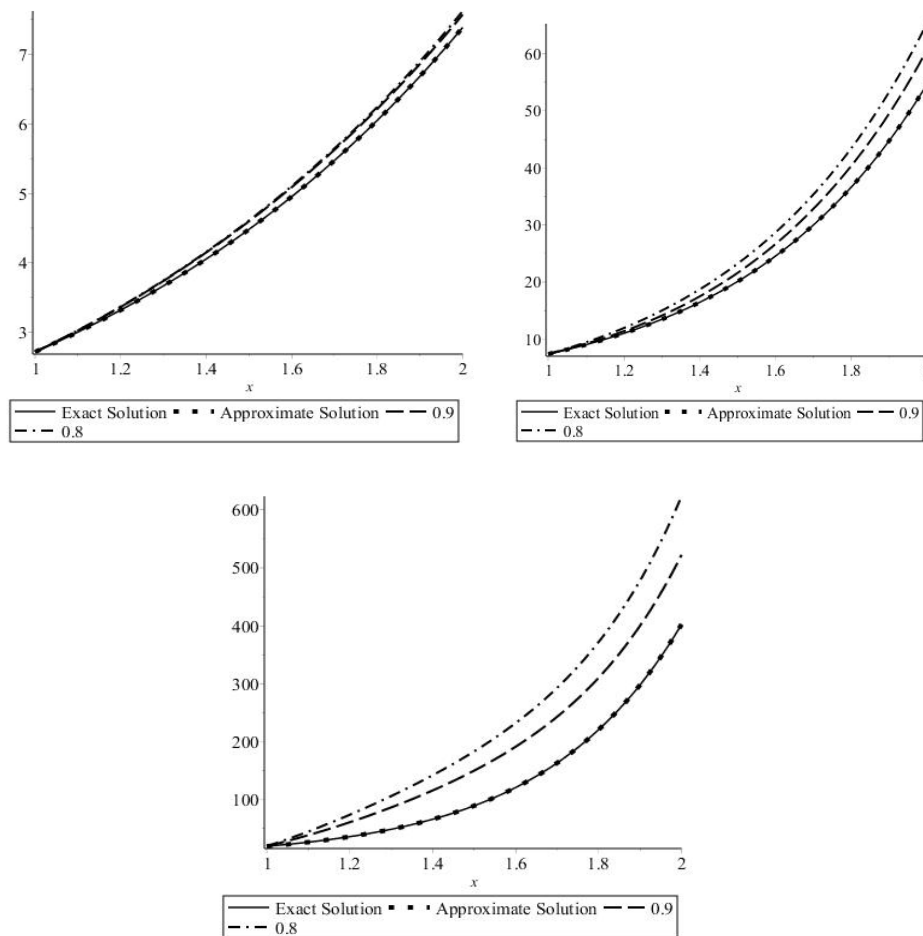 7
6
5
4
3
1 1.2 1.4 1.6 1.8 2
x
Exact Solution Approximate Solution 0.9
0.8
60
50
40
30
20
10
1 1.2 1.4 1.6 1.8
x
Exact Solution Approximate Solution 0.9
0.8
600
500
400
300
200
100
1 1.2 1.4 1.6 1.8 2
x
Exact Solution Approximate Solution 0.9
0.8